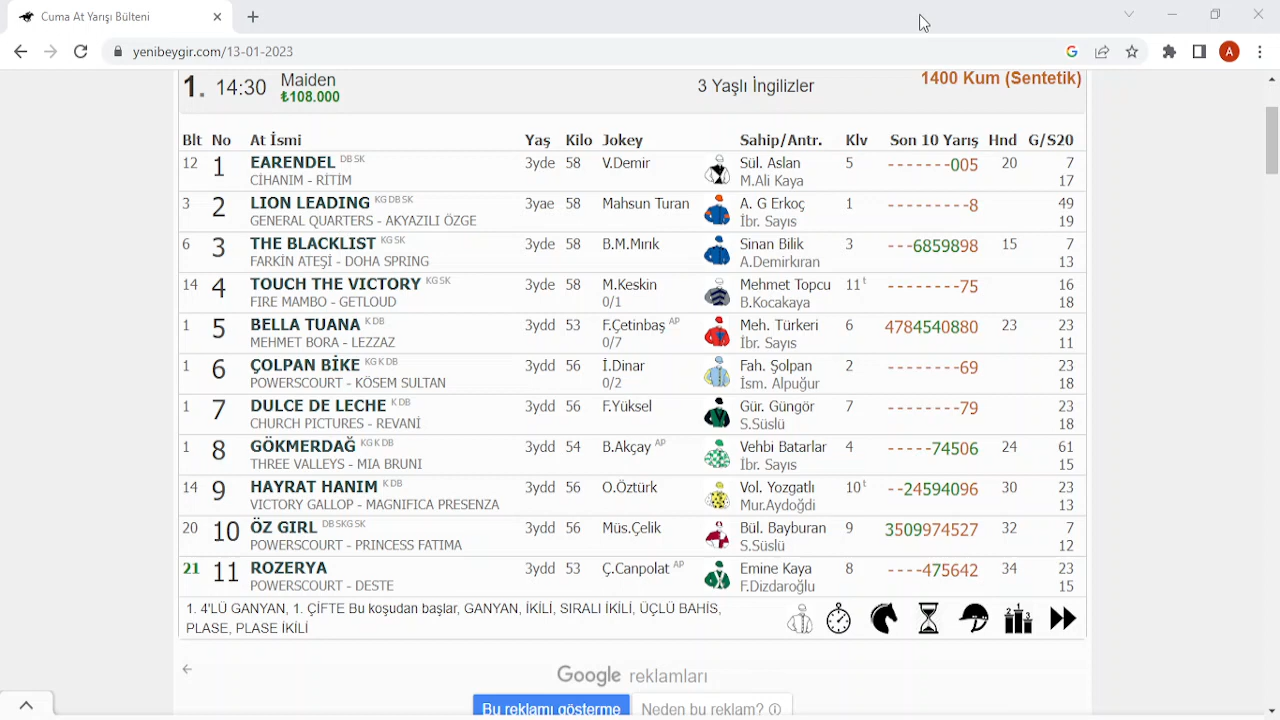 Cuma At Yarışı Bülteni
yenibeygir.com/13-01-2023
A
1. 14:30 Maiden 3 Yaşlı İngilizler 1400 Kum (Sentetik)
₺108.000
Blt No At İsmi Yaş Kilo Jokey Sahip/Antr. Klv Son 10 Yarış Hnd G/S20
12 1 EARENDEL DB SK 3yde 58 V.Demir Sül. Aslan 5 -------005 20 7
CİHANIM - RİTİM M.Ali Kaya 17
3 2 LION LEADING KG DB SK 3yae 58 Mahsun Turan A. G Erkoç 1 ---------8 49
GENERAL QUARTERS - AKYAZILI ÖZGE İbr. Sayıs 19
6 3 THE BLACKLIST KG SK 3yde 58 B.M.Mırık Sinan Bilik 3 ---6859898 15 7
FARKİN ATEŞİ - DOHA SPRING A.Demirkıran 13
14 4 TOUCH THE VICTORY KG SK 3yde 58 M.Keskin Mehmet Topcu 11 t --------75 16
FIRE MAMBO - GETLOUD 0/1 B.Kocakaya 18
1 5 BELLA TUANA K DB 3ydd 53 F.Çetinbaş AP Meh. Türkeri 6 4784540880 23 23
MEHMET BORA - LEZZAZ 0/7 İbr. Sayıs 11
1 6 ÇOLPAN BİKE KG K DB 3ydd 56 İ.Dinar Fah. Şolpan 2 --------69 23
POWERSCOURT - KÖSEM SULTAN 0/2 İsm. Alpuğur 18
1 7 DULCE DE LECHE K DB 3ydd 56 F.Yüksel Gür. Güngör 7 --------79 23
CHURCH PICTURES - REVANİ S.Süslü 18
1 8 GÖKMERDAĞ KG K DB 3ydd 54 B.Akçay AP Vehbi Batarlar 4 -----74506 24 61
THREE VALLEYS - MIA BRUNI İbr. Sayıs 15
14 9 HAYRAT HANIM K DB 3ydd 56 O.Öztürk Vol. Yozgatlı 10 t --24594096 30 23
VICTORY GALLOP - MAGNIFICA PRESENZA Mur.Aydoğdi 13
20 10 ÖZ GIRL DB SKG SK 3ydd 56 Müs.Çelik Bül. Bayburan 9 3509974527 32 7
POWERSCOURT - PRINCESS FATIMA S.Süslü 12
21 11 ROZERYA 3ydd 53 Ç.Canpolat AP Emine Kaya 8 ----475642 34 23
POWERSCOURT - DESTE F.Dizdaroğlu 15
1. 4'LÜ GANYAN, 1. ÇİFTE Bu koşudan başlar, GANYAN, İKİLİ, SIRALI İKİLİ, ÜÇLÜ BAHİS,
PLASE, PLASE İKİLİ
Google reklamları
Bu reklamı gösterme Neden bu reklam?